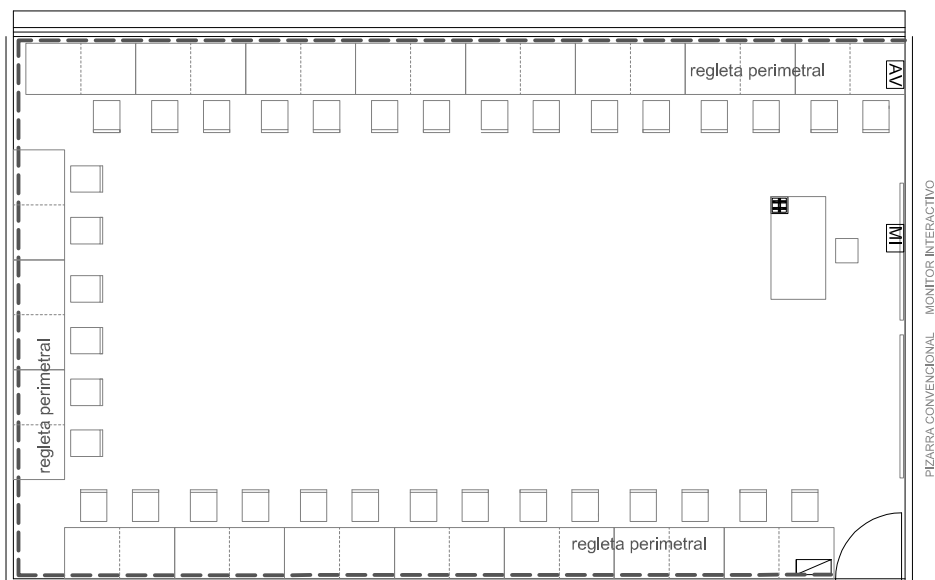 regleta perimetral
AV
MI
MONITOR INTERACTIVO
PIZARRA CONVENCIONAL
regleta perimetral
regleta perimetral